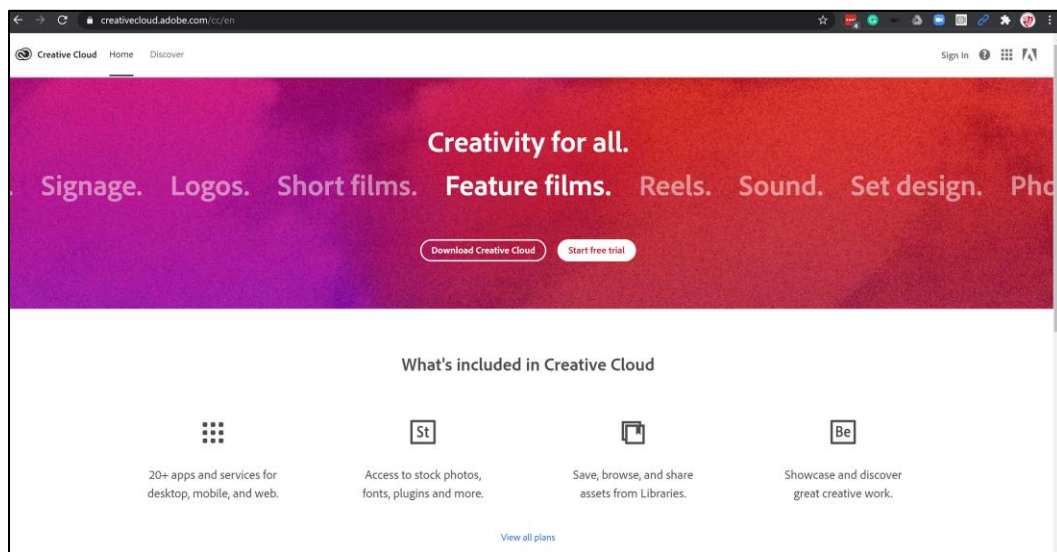 creativecloud.adobe.com/cc/en
4
Creative Cloud Home Discover Sign In ?
Creativity for all.
. Signage. Logos. Short films. Feature films. Reels. Sound. Set design. Pho
Download Creative Cloud Start free trial
What's included in Creative Cloud
St Be
20+ apps and services for
desktop, mobile, and web.
Access to stock photos,
fonts, plugins and more.
Save, browse, and share
assets from Libraries.
Showcase and discover
great creative work.
View all plans